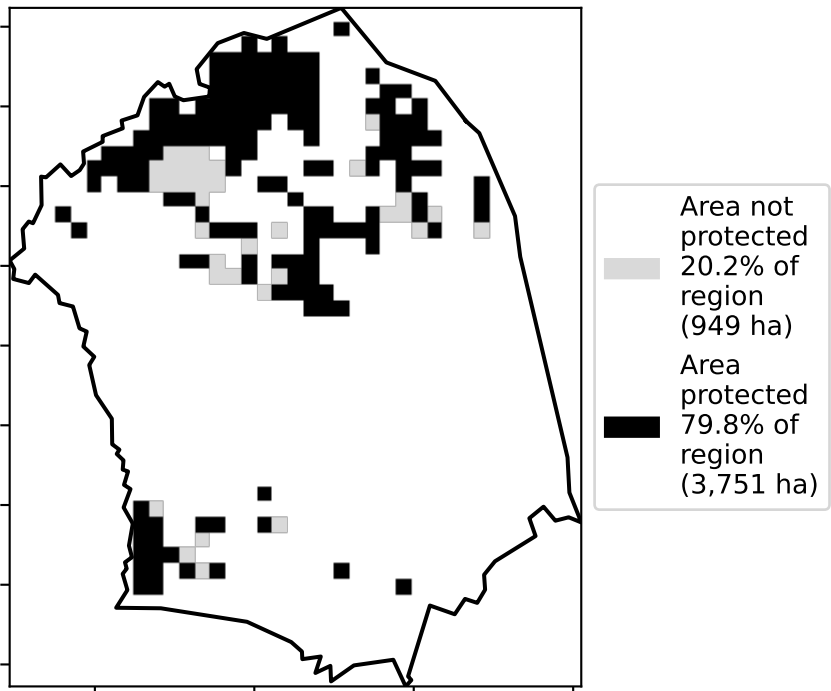 Area not
protected
20.2% of
region
(949 ha)
Area
protected
79.8% of
region
(3,751 ha)